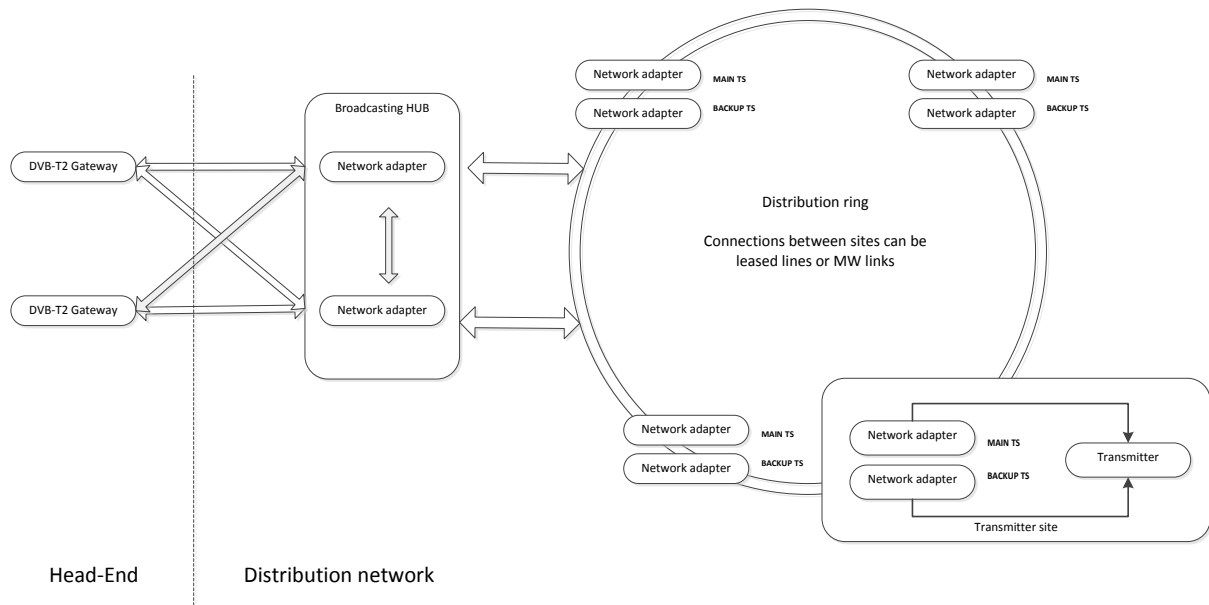 Network adapter
MAIN TS
Network adapter
BACKUP TS
Network adapter
MAIN TS
Network adapter
BACKUP TS
Broadcasting HUB
DVB-T2 Gateway
Network adapter
Distribution ring
Connections between sites can be
leased lines or MW links
DVB-T2 Gateway
Network adapter
Network adapter
MAIN TS
Network adapter
BACKUP TS
Network adapter
MAIN TS
Transmitter
Network adapter
BACKUP TS
Transmitter site
Head-End
Distribution network